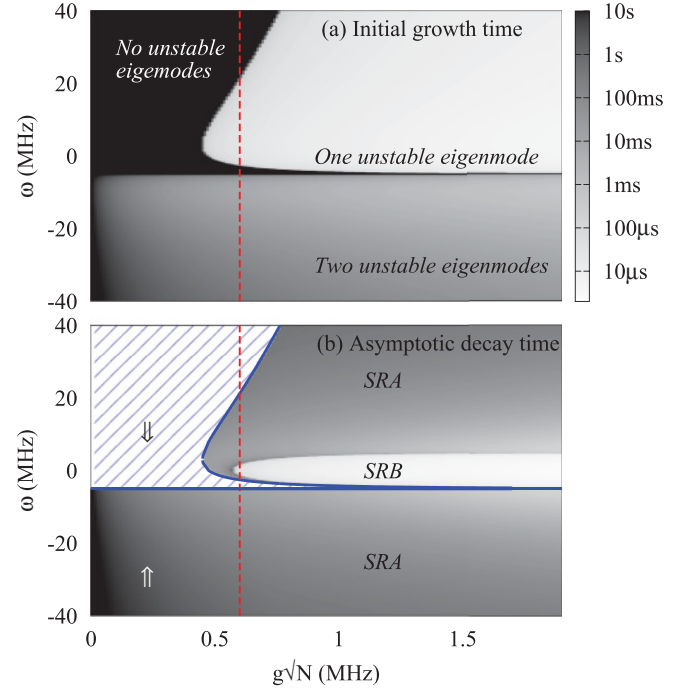 (a) Initial growth time
No unstable
eigemodes
One unstable eigenmode
Two unstable eigenmodes
ω (MHz)
40
20
0
-20
-40
10s
1s
100ms
10ms
1ms
100μs
10μs
(b) Asymptotic decay time
SRA
SRB
SRA
⇓
⇑
ω (MHz)
40
20
0
-20
-40
0 0.5 1 1.5
g√N (MHz)